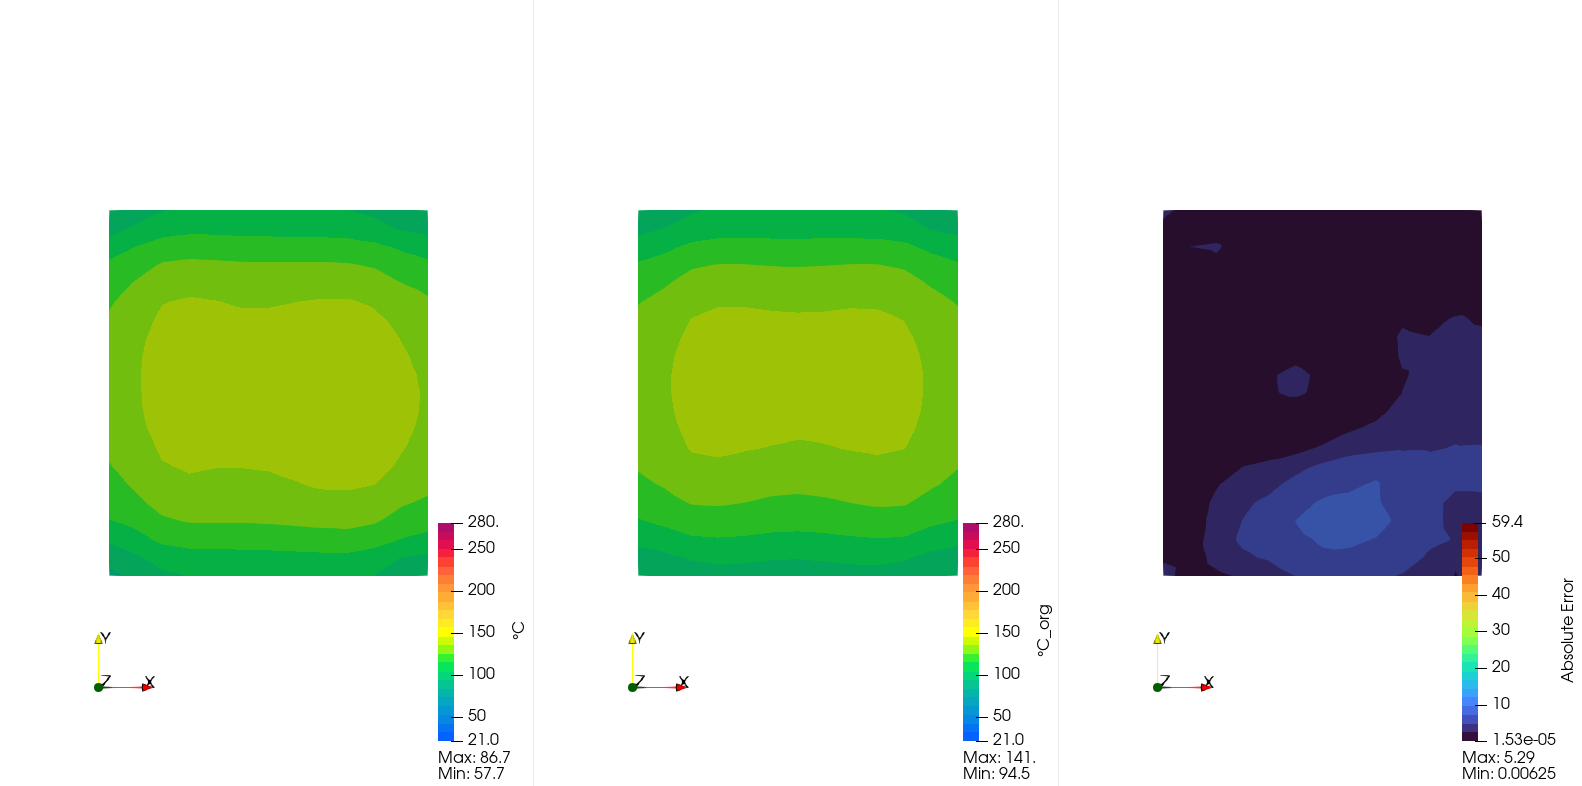 280.
250
200
150
100
50
21.0
°C
Max: 86.7
Min: 57.7
Y
Z
X
280.
250
200
150
100
50
21.0
°C_org
Max: 141.
Min: 94.5
Y
Z
X
59.4
50
40
30
20
10
1.53e-05
Absolute Error
Max: 5.29
Min: 0.00625
Y
Z
X